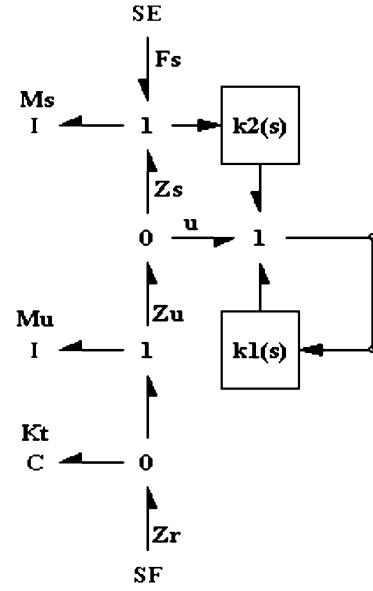 SE
Fs
Ms
I 1 k2(s)
Zs
u
0 1
Zu
Mu
I 1 k1(s)
Kt
C 0
Zr
SF